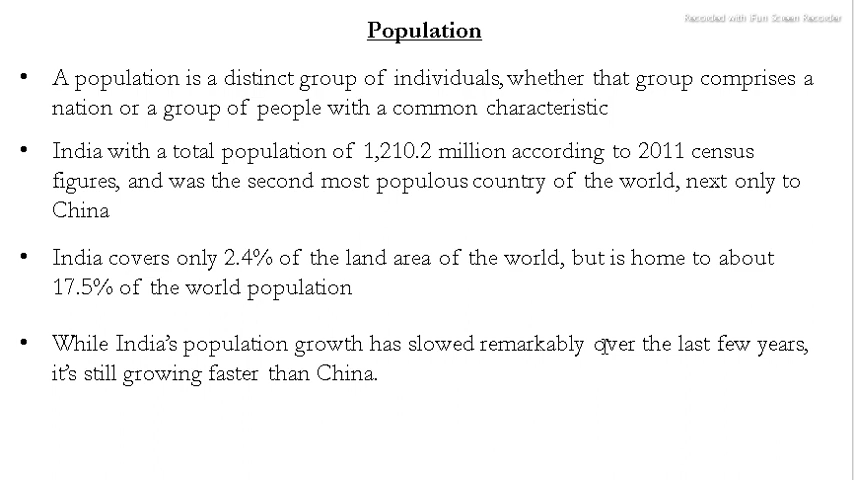 Recorded with iFun Screen Recorder
Population
• A population is a distinct group of individuals, whether that group comprises a
nation or a group of people with a common characteristic
• India with a total population of 1,210.2 million according to 2011 census
figures, and was the second most populous country of the world, next only to
China
• India covers only 2.4% of the land area of the world, but is home to about
17.5% of the world population
• While India's population growth has slowed remarkably over the last few years,
it's still growing faster than China.